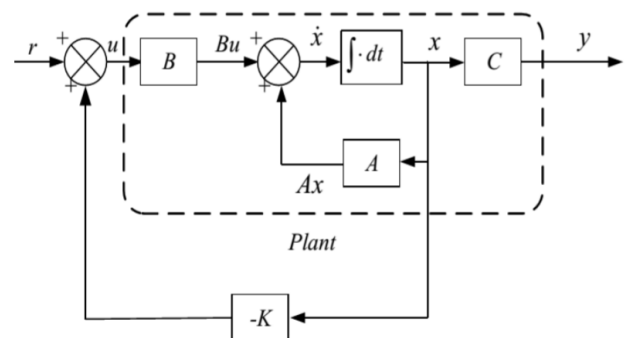 r + u B Bu + ẋ ∫·dt x C y
+ +
A
Ax
Plant
-K